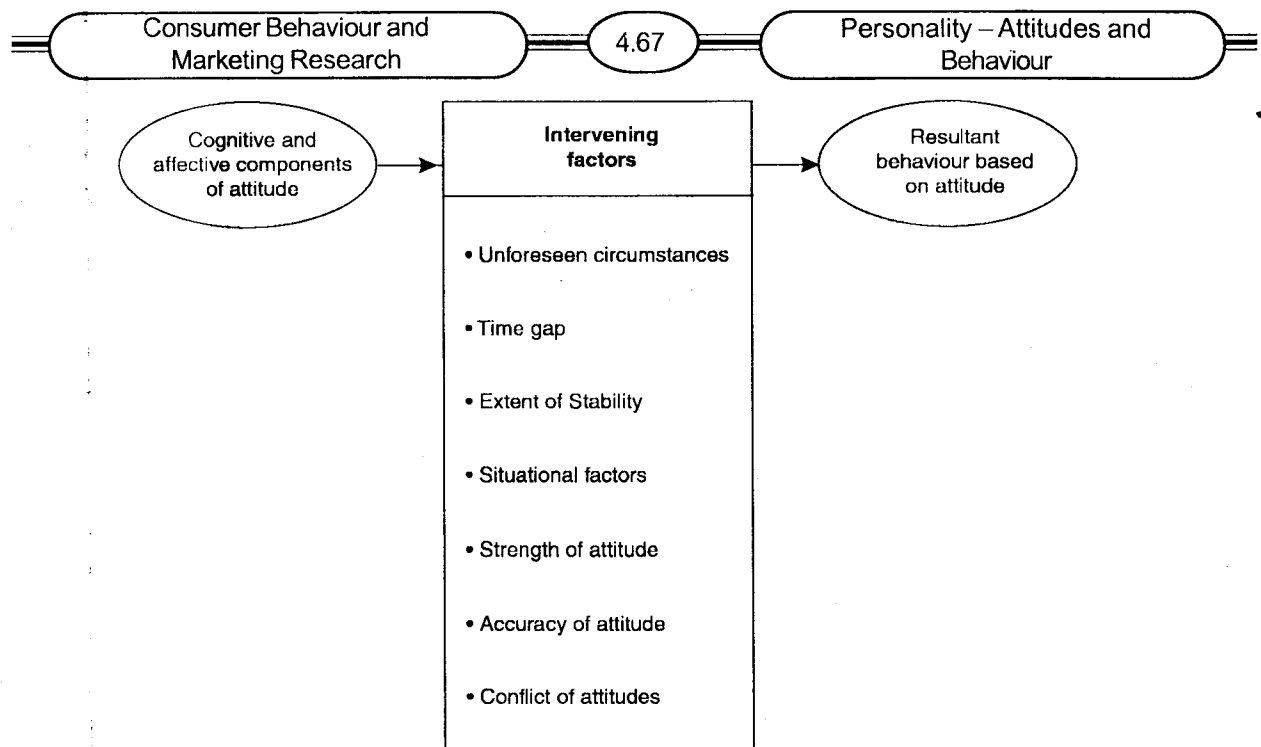 Consumer Behaviour and
Marketing Research
4.67
Personality – Attitudes and
Behaviour
Cognitive and
affective components
of attitude
Intervening
factors
Resultant
behaviour based
on attitude
• Unforeseen circumstances
• Time gap
• Extent of Stability
• Situational factors
• Strength of attitude
• Accuracy of attitude
• Conflict of attitudes